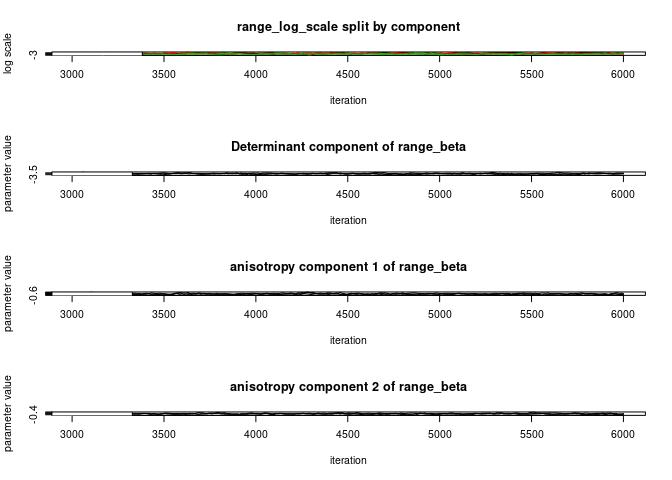 range_log_scale split by component
log scale
-3
3000 3500 4000 4500 5000 5500 6000
iteration
Determinant component of range_beta
parameter value
-3.5
3000 3500 4000 4500 5000 5500 6000
iteration
anisotropy component 1 of range_beta
parameter value
-0.6
3000 3500 4000 4500 5000 5500 6000
iteration
anisotropy component 2 of range_beta
parameter value
-0.4
3000 3500 4000 4500 5000 5500 6000
iteration